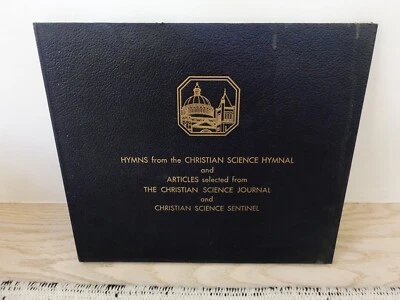 HYMNS from the CHRISTIAN SCIENCE HYMNAL
and
ARTICLES selected from
THE CHRISTIAN SCIENCE JOURNAL
and
CHRISTIAN SCIENCE SENTINEL